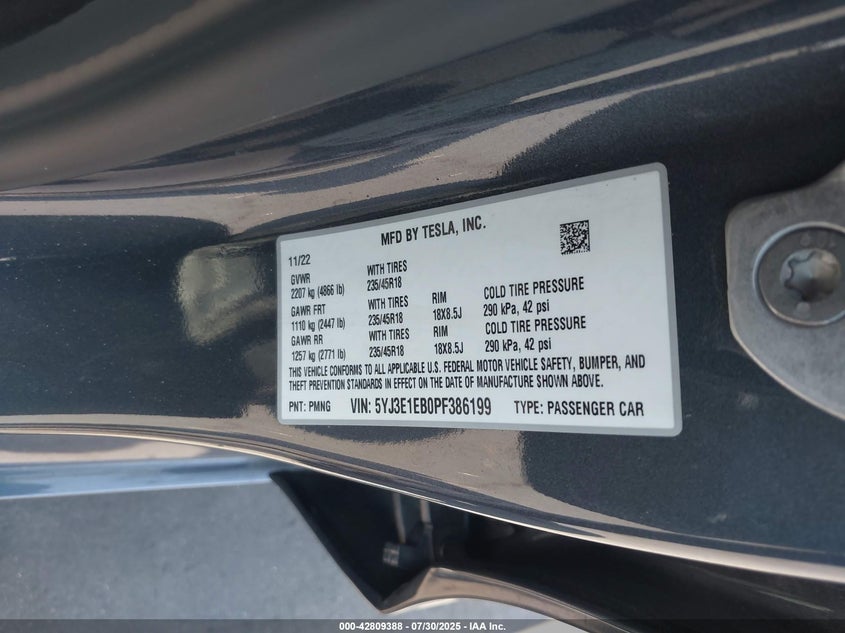 MFD BY TESLA, INC.
11/22
GVWR WITH TIRES
2207 kg (4866 lb) 235/45R18
GAWR FRT WITH TIRES RIM COLD TIRE PRESSURE
1110 kg (2447 lb) 235/45R18 18X8.5J 290 kPa, 42 psi
GAWR RR WITH TIRES RIM COLD TIRE PRESSURE
1257 kg (2771 lb) 235/45R18 18X8.5J 290 kPa, 42 psi
THIS VEHICLE CONFORMS TO ALL APPLICABLE U.S. FEDERAL MOTOR VEHICLE SAFETY, BUMPER, AND
THEFT PREVENTION STANDARDS IN EFFECT ON THE DATE OF MANUFACTURE SHOWN ABOVE.
PNT: PMNG VIN: 5YJ3E1EB0PF386199 TYPE: PASSENGER CAR
000-42809388 - 07/30/2025 - IAA Inc.